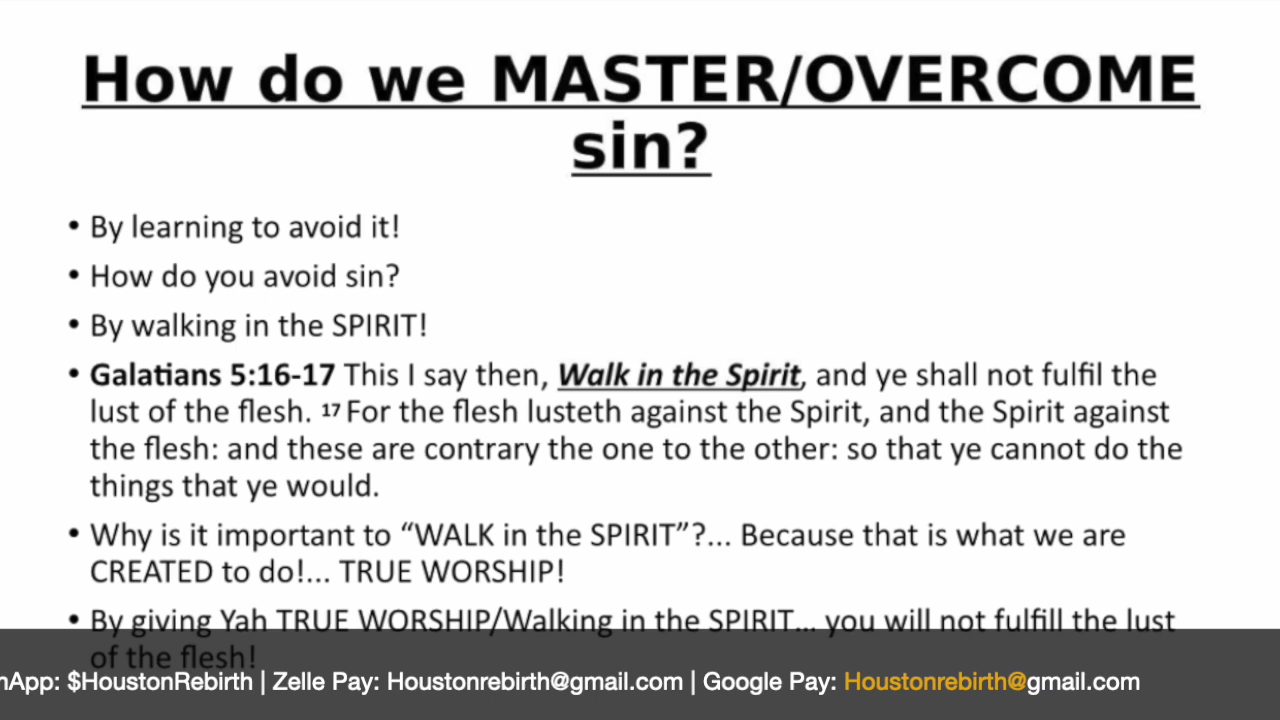 How do we MASTER/OVERCOME
sin?
• By learning to avoid it!
• How do you avoid sin?
• By walking in the SPIRIT!
• Galatians 5:16-17 This I say then, Walk in the Spirit, and ye shall not fulfil the
lust of the flesh. 17 For the flesh lusteth against the Spirit, and the Spirit against
the flesh: and these are contrary the one to the other: so that ye cannot do the
things that ye would.
• Why is it important to “WALK in the SPIRIT”?... Because that is what we are
CREATED to do!... TRUE WORSHIP!
• By giving Yah TRUE WORSHIP/Walking in the SPIRIT... you will not fulfill the lust
of the flesh!
hApp: $HoustonRebirth | Zelle Pay: Houstonrebirth@gmail.com | Google Pay: Houstonrebirth@gmail.com